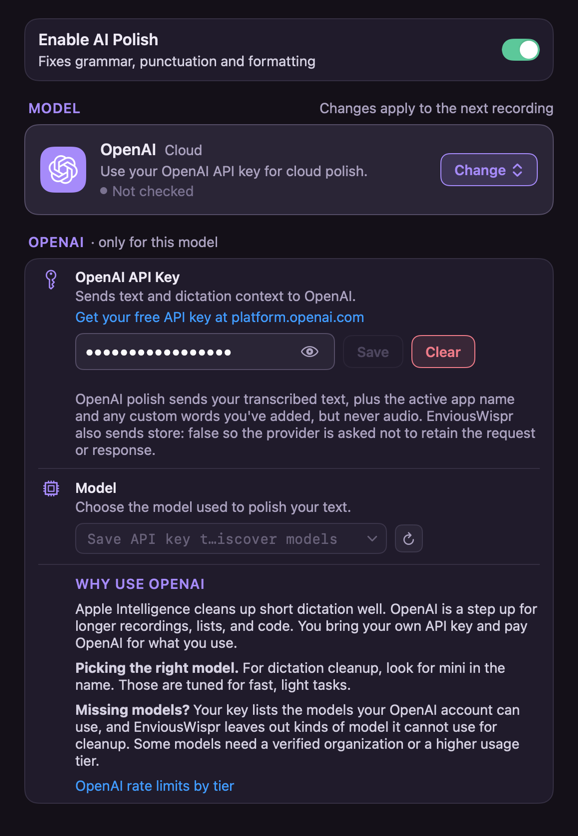 Enable AI Polish
Fixes grammar, punctuation and formatting
MODEL
Changes apply to the next recording
OpenAI Cloud
Use your OpenAI API key for cloud polish.
Not checked
Change
OPENAI · only for this model
OpenAI API Key
Sends text and dictation context to OpenAI.
Get your free API key at platform.openai.com
•••••••••••••••••
Save
Clear
OpenAI polish sends your transcribed text, plus the active app name
and any custom words you've added, but never audio. EnviousWispr
also sends store: false so the provider is asked not to retain the request
or response.
Model
Choose the model used to polish your text.
Save API key t…iscover models
WHY USE OPENAI
Apple Intelligence cleans up short dictation well. OpenAI is a step up for
longer recordings, lists, and code. You bring your own API key and pay
OpenAI for what you use.
Picking the right model. For dictation cleanup, look for mini in the
name. Those are tuned for fast, light tasks.
Missing models? Your key lists the models your OpenAI account can
use, and EnviousWispr leaves out kinds of model it cannot use for
cleanup. Some models need a verified organization or a higher usage
tier.
OpenAI rate limits by tier